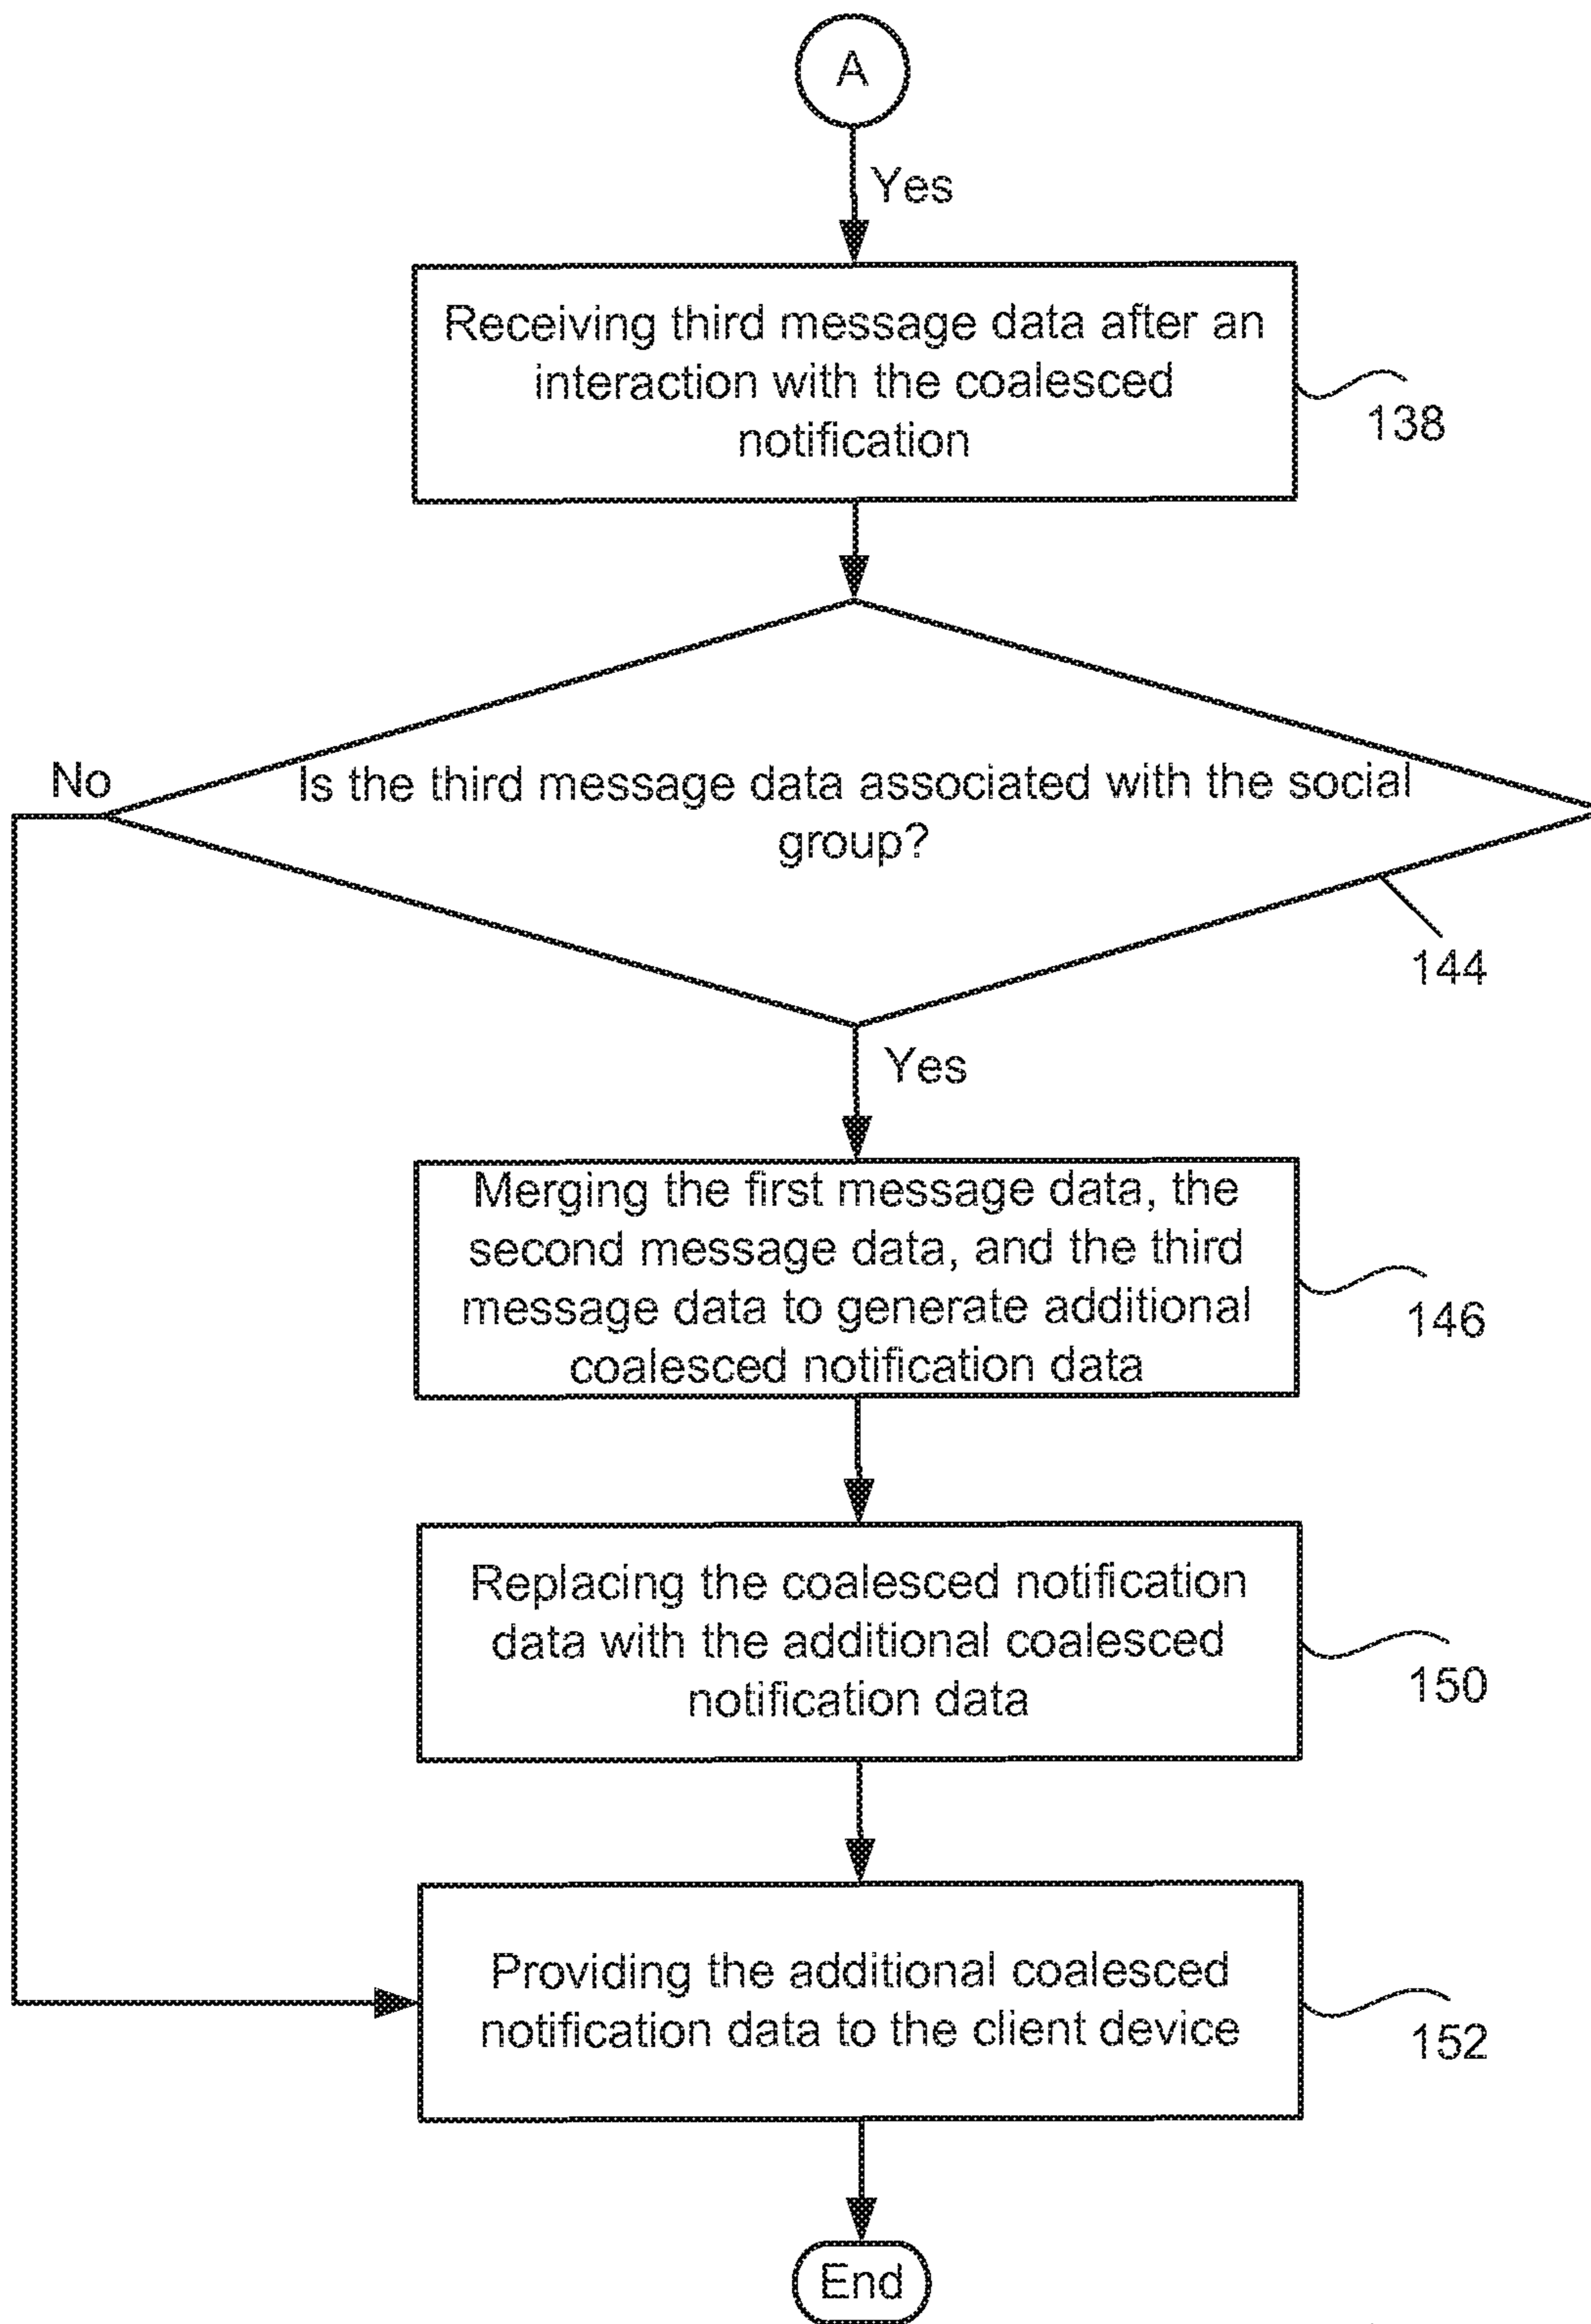 A
Yes
Receiving third message data after an
interaction with the coalesced
notification
138
No
Is the third message data associated with the social
group?
144
Yes
Merging the first message data, the
second message data, and the third
message data to generate additional
coalesced notification data
146
Replacing the coalesced notification
data with the additional coalesced
notification data
150
Providing the additional coalesced
notification data to the client device
152
End